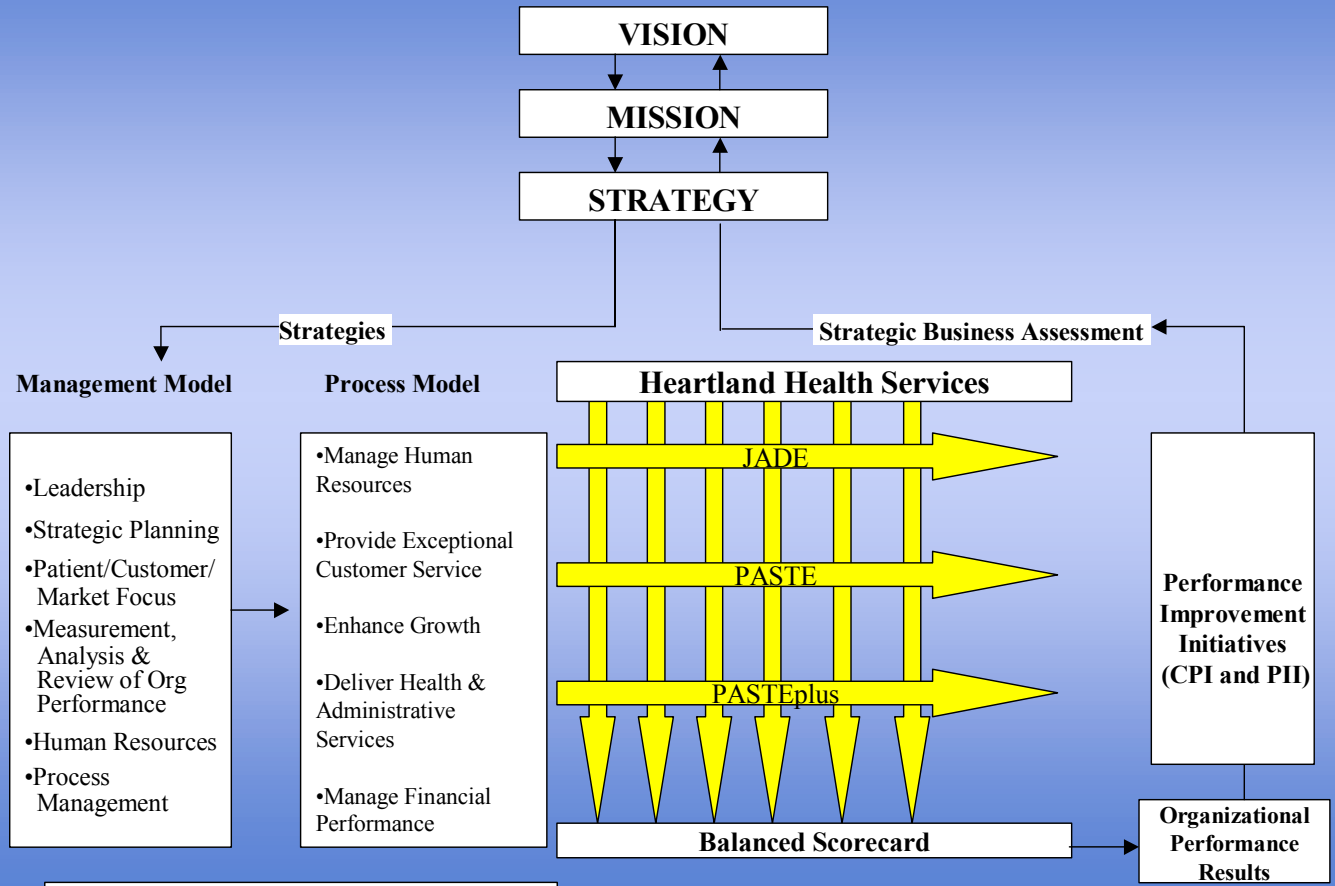 VISION
MISSION
STRATEGY
Strategies
Strategic Business Assessment
Management Model
Process Model
Heartland Health Services
•Leadership
•Strategic Planning
•Patient/Customer/
Market Focus
•Measurement,
Analysis &
Review of Org
Performance
•Human Resources
•Process
Management
•Manage Human
Resources
•Provide Exceptional
Customer Service
•Enhance Growth
•Deliver Health &
Administrative
Services
•Manage Financial
Performance
JADE
PASTE
PASTEplus
Balanced Scorecard
Performance
Improvement
Initiatives
(CPI and PII)
Organizational
Performance
Results